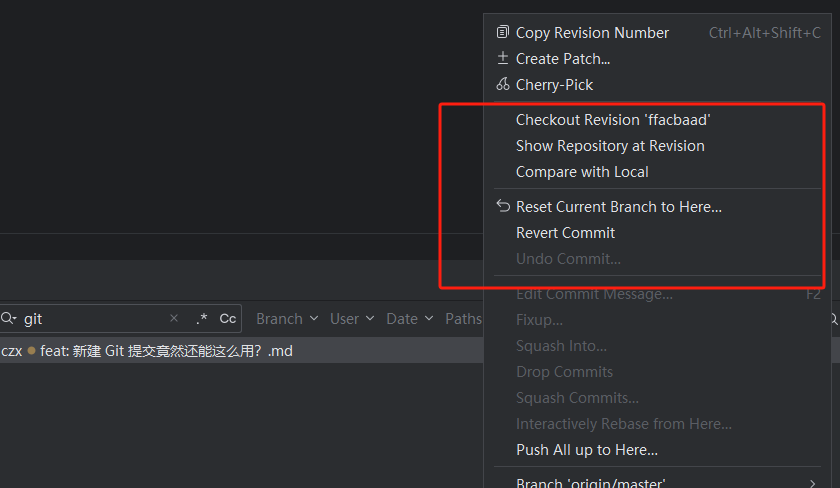 Copy Revision Number Ctrl+Alt+Shift+C
Create Patch...
Cherry-Pick
Checkout Revision 'ffacbaad'
Show Repository at Revision
Compare with Local
Reset Current Branch to Here...
Revert Commit
Undo Commit...
Edit Commit Message... F2
git × .* Cc Branch User Date Paths
Fixup...
czx feat: 新建 Git 提交竟然还能这么用？.md
Squash Into...
Drop Commits
Squash Commits...
Interactively Rebase from Here...
Push All up to Here...
Branch 'origin/master'